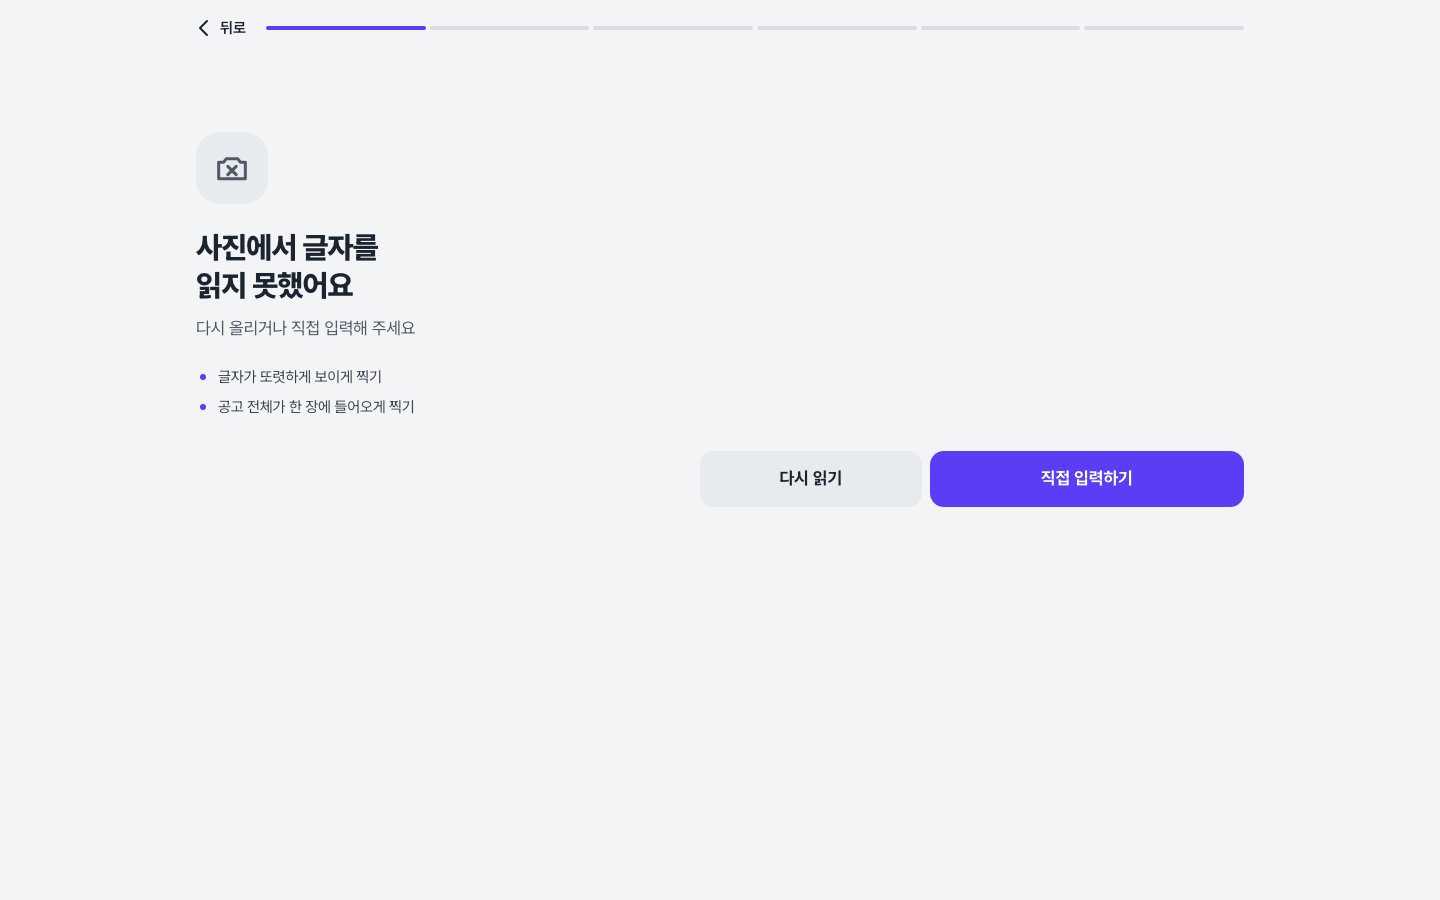 뒤로
사진에서 글자를
읽지 못했어요
다시 올리거나 직접 입력해 주세요
글자가 또렷하게 보이게 찍기
공고 전체가 한 장에 들어오게 찍기
다시 읽기
직접 입력하기